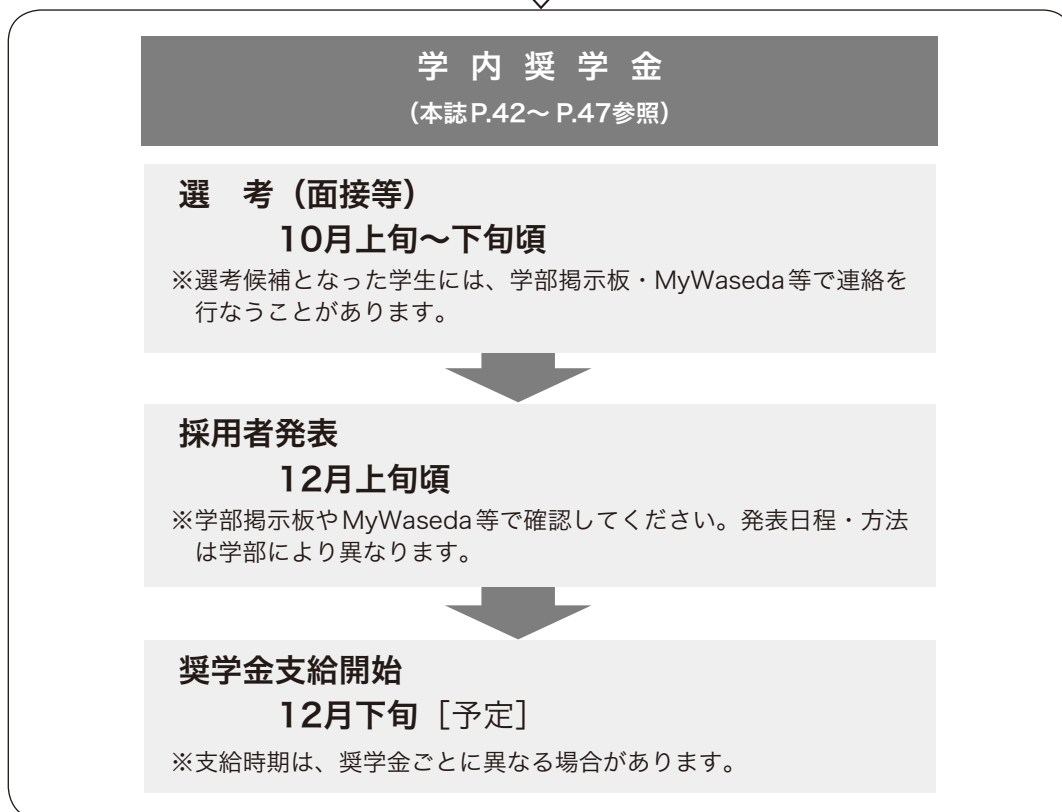 学 内 奨 学 金
（本誌P.42～ P.47参照）
選　考（面接等）
10月上旬～下旬頃
※選考候補となった学生には、学部掲示板・MyWaseda等で連絡を
行なうことがあります。
採用者発表
12月上旬頃
※学部掲示板やMyWaseda等で確認してください。発表日程・方法
は学部により異なります。
奨学金支給開始
12月下旬［予定］
※支給時期は、奨学金ごとに異なる場合があります。